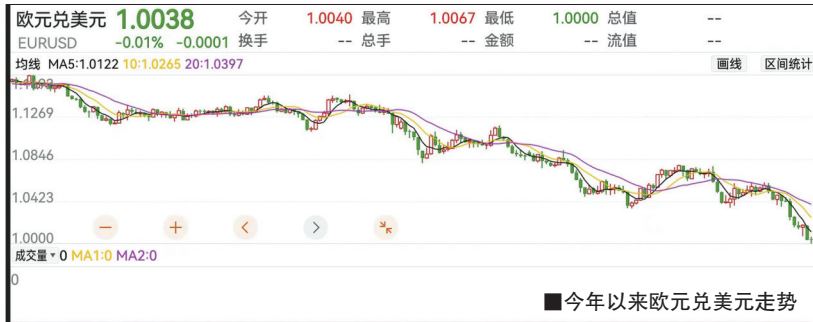 欧元兑美元 1.0038 今开 1.0040 最高 1.0067 最低 1.0000 总值 --
EURUSD -0.01% -0.0001 换手 -- 总手 -- 金额 -- 流值 --
均线 MA5:1.0122 10:1.0265 20:1.0397 画线 区间统计
1.1269
1.0846
1.0423
1.0000
成交量 0 MA1:0 MA2:0
0
■今年以来欧元兑美元走势